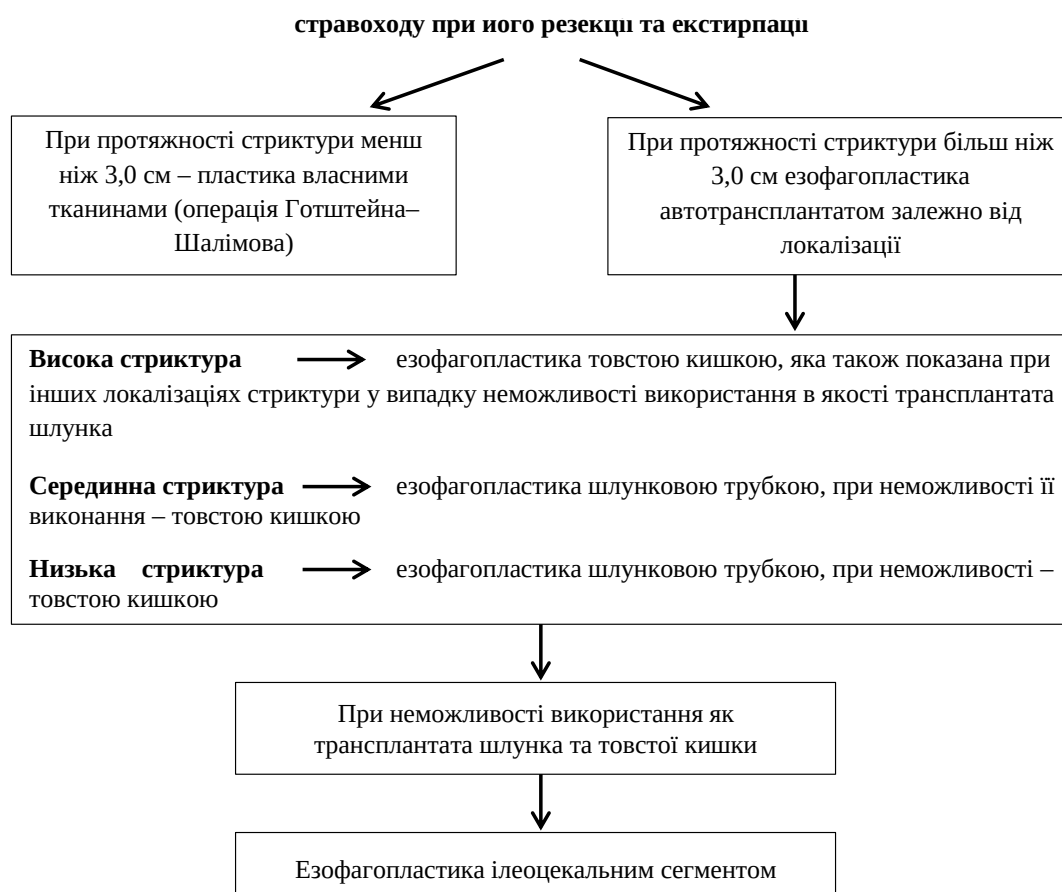 стравоходу при його резекції та екстирпації
При протяжності стриктури менш
ніж 3,0 см – пластика власними
тканинами (операція Готштейна–
Шалімова)
При протяжності стриктури більш ніж
3,0 см езофагопластика
автотрансплантатом залежно від
локалізації
Висока стриктура езофагопластика товстою кишкою, яка також показана при
інших локалізаціях стриктури у випадку неможливості використання в якості трансплантата
шлунка
Серединна стриктура езофагопластика шлунковою трубкою, при неможливості її
виконання – товстою кишкою
Низька стриктура езофагопластика шлунковою трубкою, при неможливості –
товстою кишкою
При неможливості використання як
трансплантата шлунка та товстої кишки
Езофагопластика ілеоцекальним сегментом